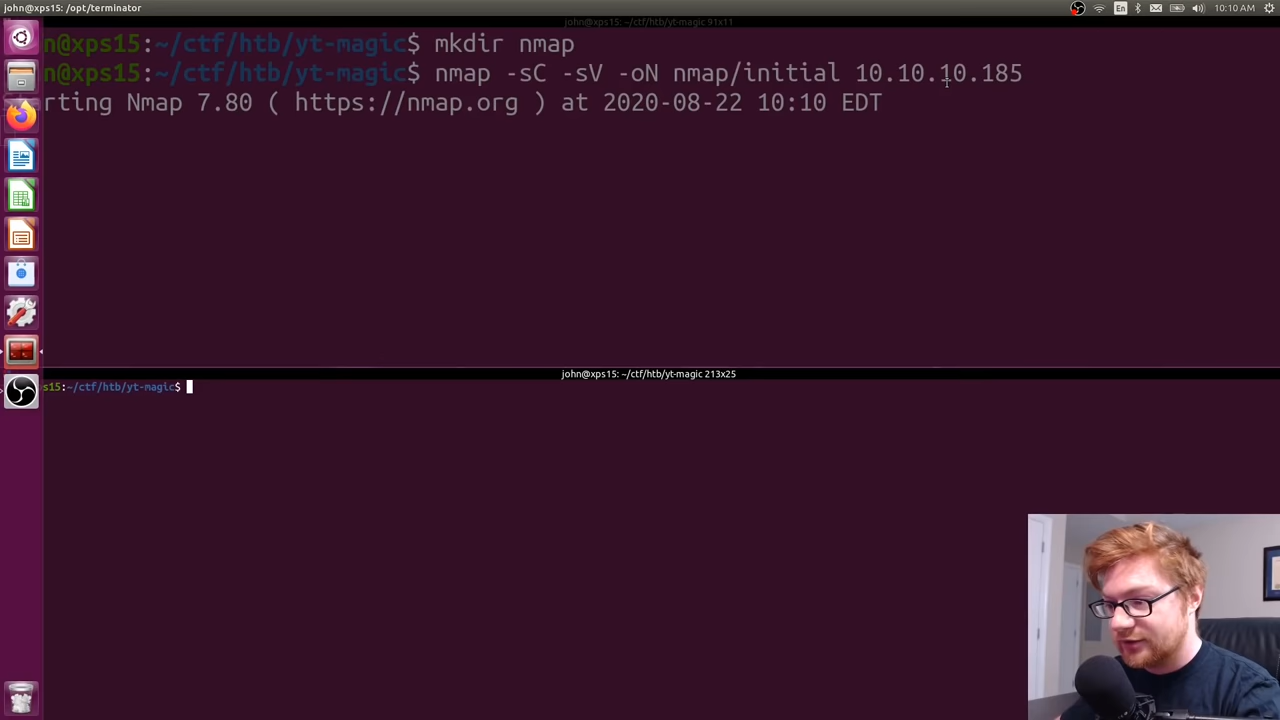 john@xps15: /opt/terminator
En
10:10 AM
john@xps15: ~/ctf/htb/yt-magic 91x11
n@xps15:~/ctf/htb/yt-magic$ mkdir nmap
n@xps15:~/ctf/htb/yt-magic$ nmap -sC -sV -oN nmap/initial 10.10.10.185
rting Nmap 7.80 ( https://nmap.org ) at 2020-08-22 10:10 EDT
john@xps15: ~/ctf/htb/yt-magic 213x25
s15:~/ctf/htb/yt-magic$